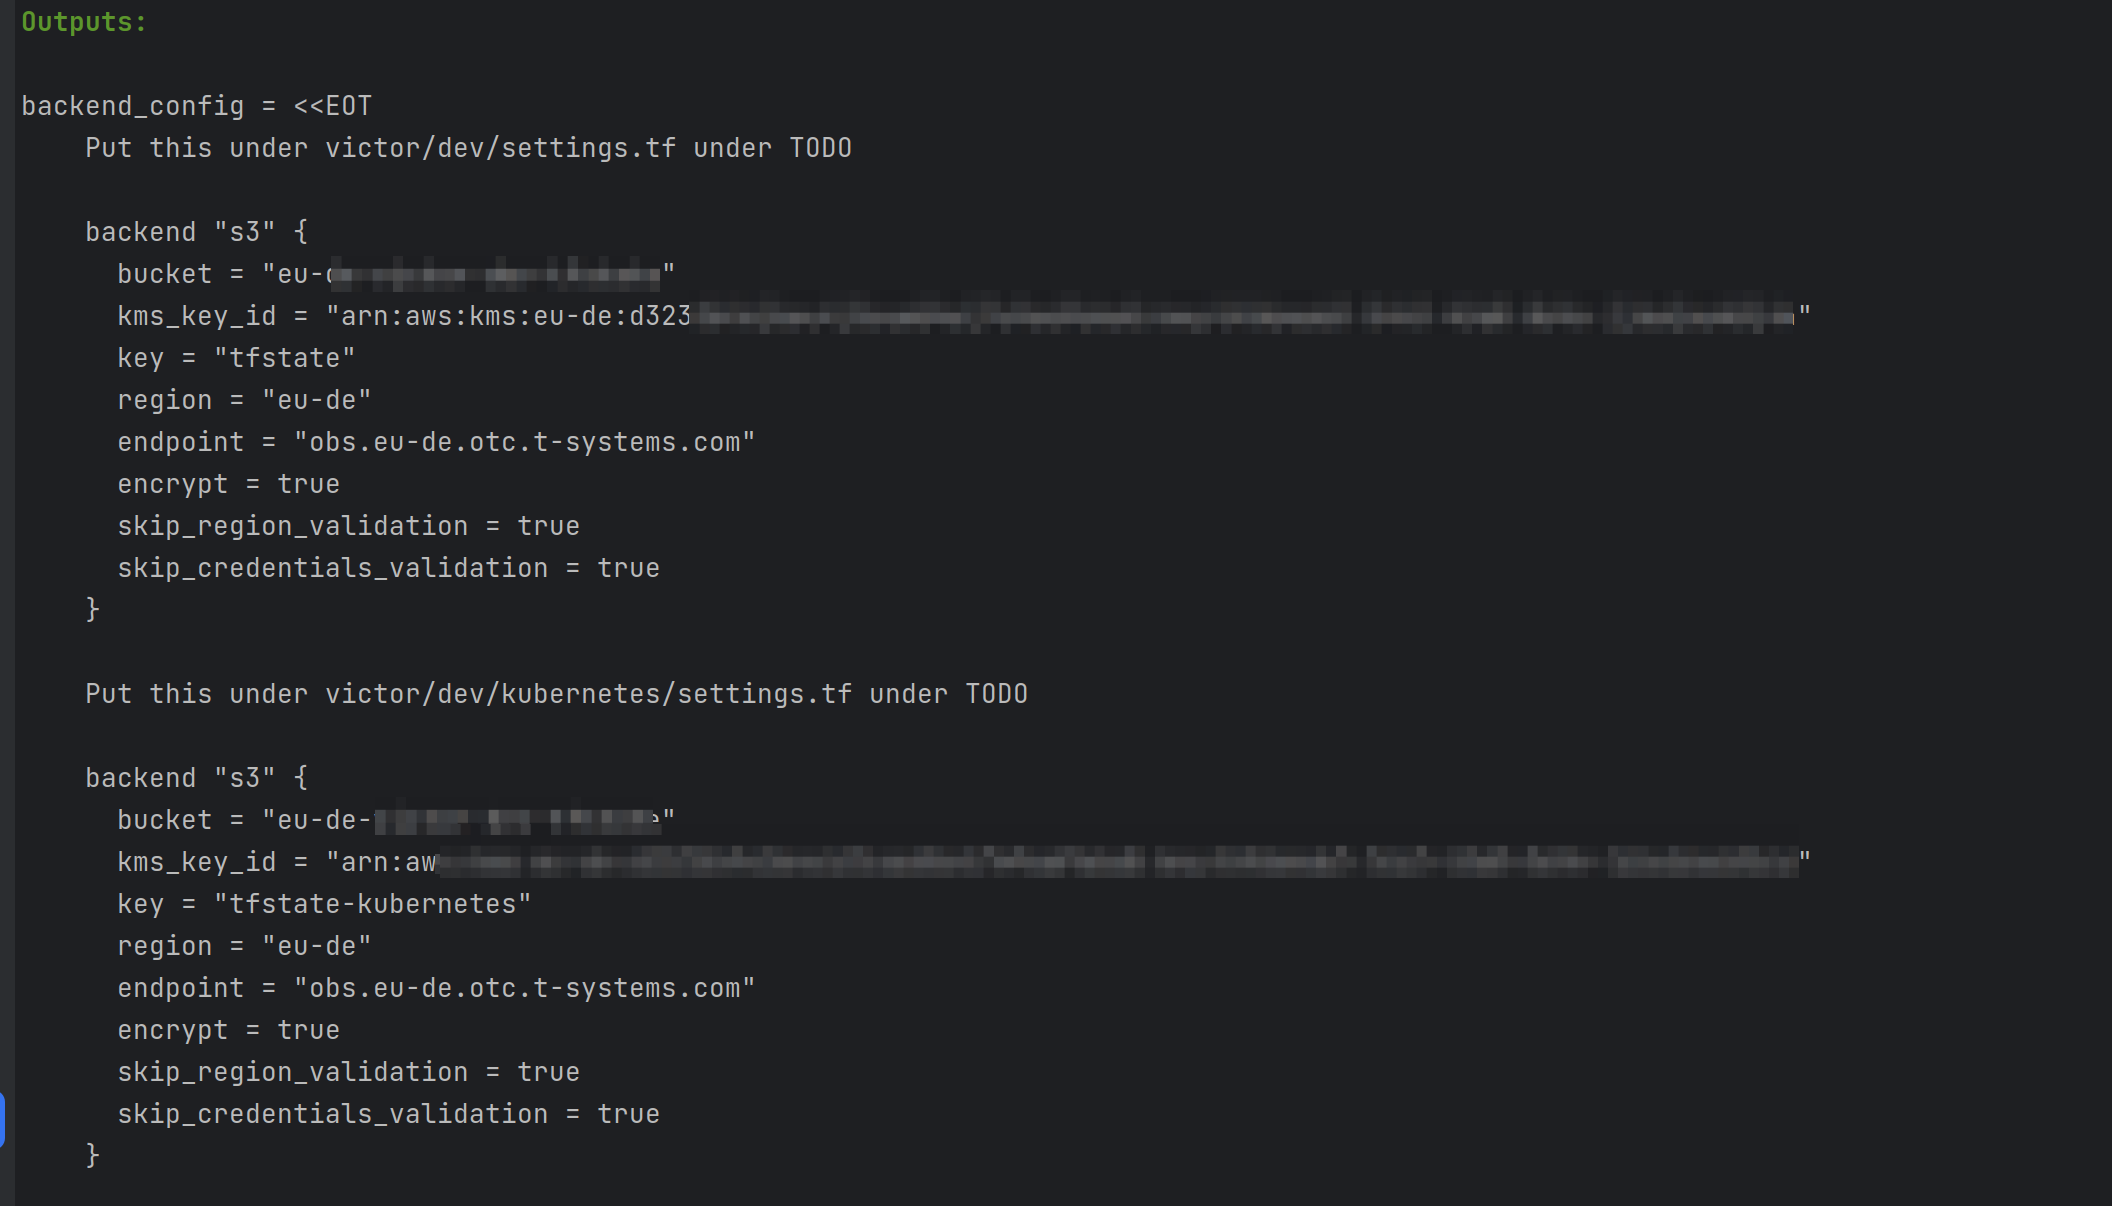 Outputs:
backend_config = <<EOT
Put this under victor/dev/settings.tf under TODO
backend "s3" {
bucket = "eu-
kms_key_id = "arn:aws:kms:eu-de:d323
key = "tfstate"
region = "eu-de"
endpoint = "obs.eu-de.otc.t-systems.com"
encrypt = true
skip_region_validation = true
skip_credentials_validation = true
}
Put this under victor/dev/kubernetes/settings.tf under TODO
backend "s3" {
bucket = "eu-de-
kms_key_id = "arn:aw
key = "tfstate-kubernetes"
region = "eu-de"
endpoint = "obs.eu-de.otc.t-systems.com"
encrypt = true
skip_region_validation = true
skip_credentials_validation = true
}